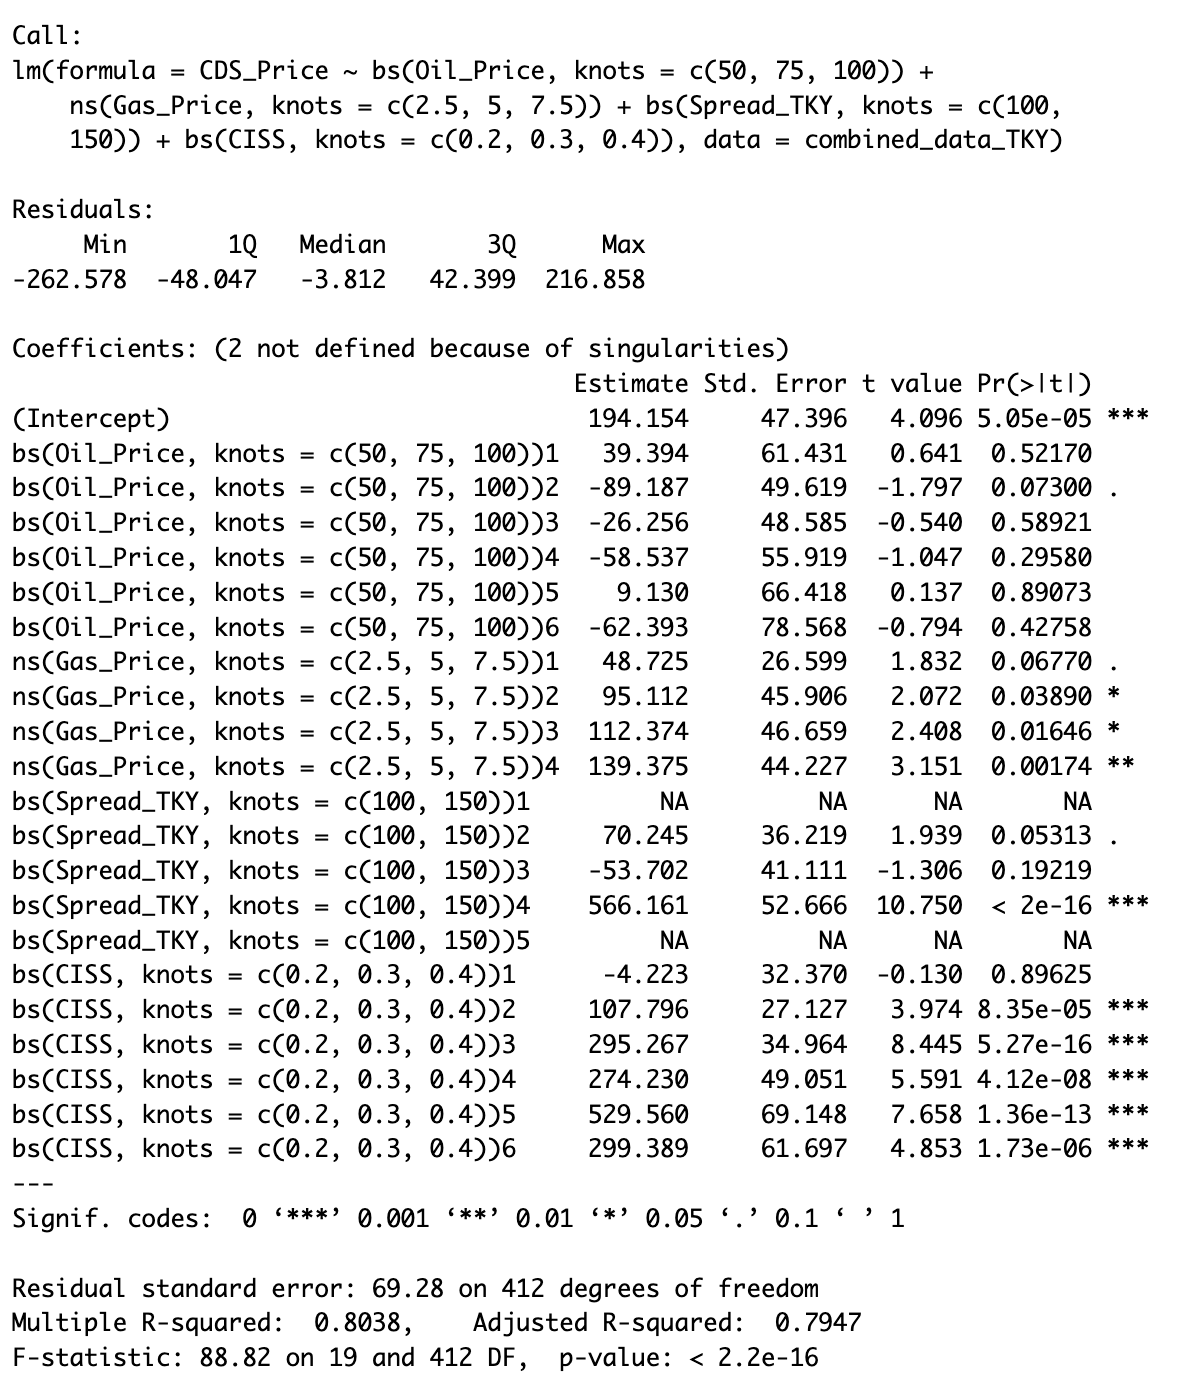 Call:
lm(formula = CDS_Price ~ bs(Oil_Price, knots = c(50, 75, 100)) +
    ns(Gas_Price, knots = c(2.5, 5, 7.5)) + bs(Spread_TKY, knots = c(100,
    150)) + bs(CISS, knots = c(0.2, 0.3, 0.4)), data = combined_data_TKY)

Residuals:
     Min       1Q   Median       3Q      Max
-262.578  -48.047   -3.812   42.399  216.858

Coefficients: (2 not defined because of singularities)
                                       Estimate Std. Error t value Pr(>|t|)
(Intercept)                             194.154     47.396   4.096 5.05e-05 ***
bs(Oil_Price, knots = c(50, 75, 100))1   39.394     61.431   0.641  0.52170
bs(Oil_Price, knots = c(50, 75, 100))2  -89.187     49.619  -1.797  0.07300 .
bs(Oil_Price, knots = c(50, 75, 100))3  -26.256     48.585  -0.540  0.58921
bs(Oil_Price, knots = c(50, 75, 100))4  -58.537     55.919  -1.047  0.29580
bs(Oil_Price, knots = c(50, 75, 100))5    9.130     66.418   0.137  0.89073
bs(Oil_Price, knots = c(50, 75, 100))6  -62.393     78.568  -0.794  0.42758
ns(Gas_Price, knots = c(2.5, 5, 7.5))1   48.725     26.599   1.832  0.06770 .
ns(Gas_Price, knots = c(2.5, 5, 7.5))2   95.112     45.906   2.072  0.03890 *
ns(Gas_Price, knots = c(2.5, 5, 7.5))3  112.374     46.659   2.408  0.01646 *
ns(Gas_Price, knots = c(2.5, 5, 7.5))4  139.375     44.227   3.151  0.00174 **
bs(Spread_TKY, knots = c(100, 150))1         NA         NA      NA       NA
bs(Spread_TKY, knots = c(100, 150))2     70.245     36.219   1.939  0.05313 .
bs(Spread_TKY, knots = c(100, 150))3    -53.702     41.111  -1.306  0.19219
bs(Spread_TKY, knots = c(100, 150))4    566.161     52.666  10.750  < 2e-16 ***
bs(Spread_TKY, knots = c(100, 150))5         NA         NA      NA       NA
bs(CISS, knots = c(0.2, 0.3, 0.4))1      -4.223     32.370  -0.130  0.89625
bs(CISS, knots = c(0.2, 0.3, 0.4))2     107.796     27.127   3.974 8.35e-05 ***
bs(CISS, knots = c(0.2, 0.3, 0.4))3     295.267     34.964   8.445 5.27e-16 ***
bs(CISS, knots = c(0.2, 0.3, 0.4))4     274.230     49.051   5.591 4.12e-08 ***
bs(CISS, knots = c(0.2, 0.3, 0.4))5     529.560     69.148   7.658 1.36e-13 ***
bs(CISS, knots = c(0.2, 0.3, 0.4))6     299.389     61.697   4.853 1.73e-06 ***
---
Signif. codes:  0 ‘***’ 0.001 ‘**’ 0.01 ‘*’ 0.05 ‘.’ 0.1 ‘ ’ 1

Residual standard error: 69.28 on 412 degrees of freedom
Multiple R-squared:  0.8038,    Adjusted R-squared:  0.7947
F-statistic: 88.82 on 19 and 412 DF,  p-value: < 2.2e-16